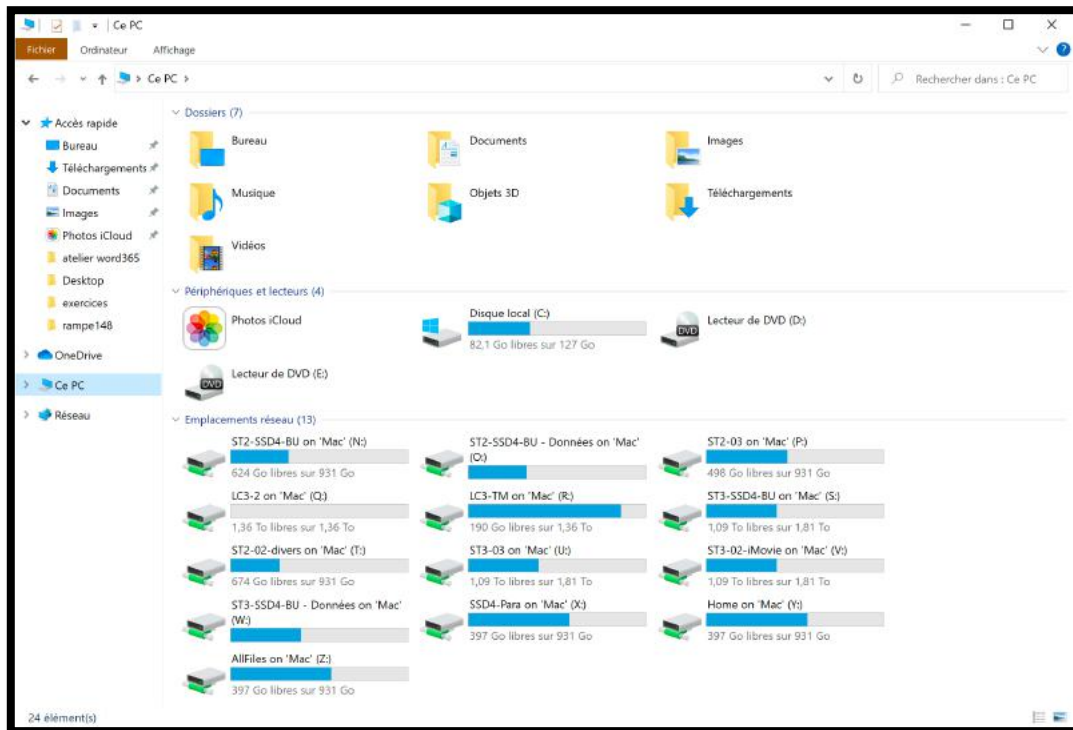 Ce PC
Fichier Ordinateur Affichage
Ce PC
Rechercher dans : Ce PC
Accès rapide
Bureau
Téléchargements
Documents
Images
Photos iCloud
atelier word365
Desktop
exercices
rampe148
OneDrive
Ce PC
Réseau
Dossiers (7)
Bureau
Documents
Images
Musique
Objets 3D
Téléchargements
Vidéos
Périphériques et lecteurs (4)
Photos iCloud
Disque local (C:)
82,1 Go libres sur 127 Go
DVD
Lecteur de DVD (D:)
DVD
Lecteur de DVD (E:)
Emplacements réseau (13)
ST2-SSD4-BU on 'Mac' (N:)
624 Go libres sur 931 Go
ST2-SSD4-BU - Données on 'Mac'
(O:)
ST2-03 on 'Mac' (P:)
498 Go libres sur 931 Go
LC3-2 on 'Mac' (Q:)
1,36 To libres sur 1,36 To
LC3-TM on 'Mac' (R:)
190 Go libres sur 1,36 To
ST3-SSD4-BU on 'Mac' (S:)
1,09 To libres sur 1,81 To
ST2-02-divers on 'Mac' (T:)
674 Go libres sur 931 Go
ST3-03 on 'Mac' (U:)
1,09 To libres sur 1,81 To
ST3-02-iMovie on 'Mac' (V:)
1,09 To libres sur 1,81 To
ST3-SSD4-BU - Données on 'Mac'
(W:)
SSD4-Para on 'Mac' (X:)
397 Go libres sur 931 Go
Home on 'Mac' (Y:)
397 Go libres sur 931 Go
AllFiles on 'Mac' (Z:)
397 Go libres sur 931 Go
24 élément(s)